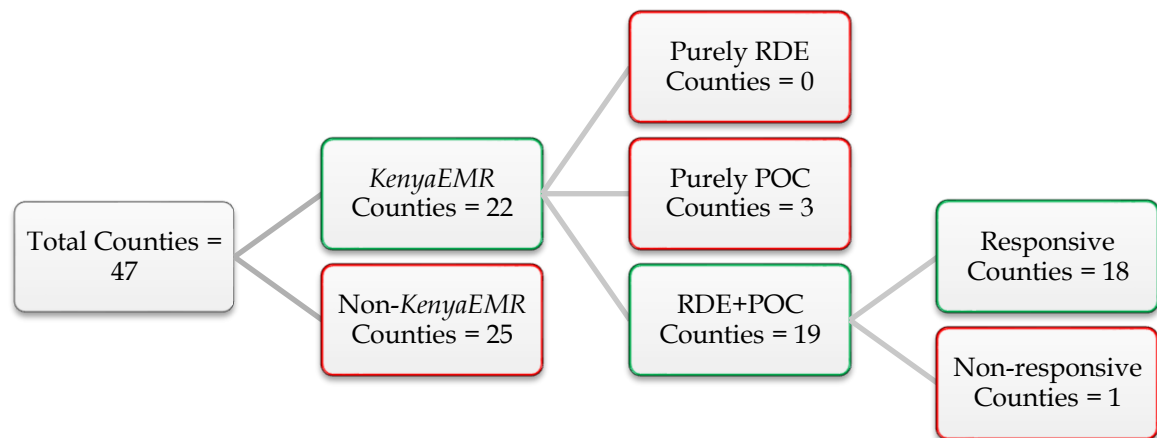 Total Counties =
47
KenyaEMR
Counties = 22
Non-KenyaEMR
Counties = 25
Purely RDE
Counties = 0
Purely POC
Counties = 3
RDE+POC
Counties = 19
Responsive
Counties = 18
Non-responsive
Counties = 1